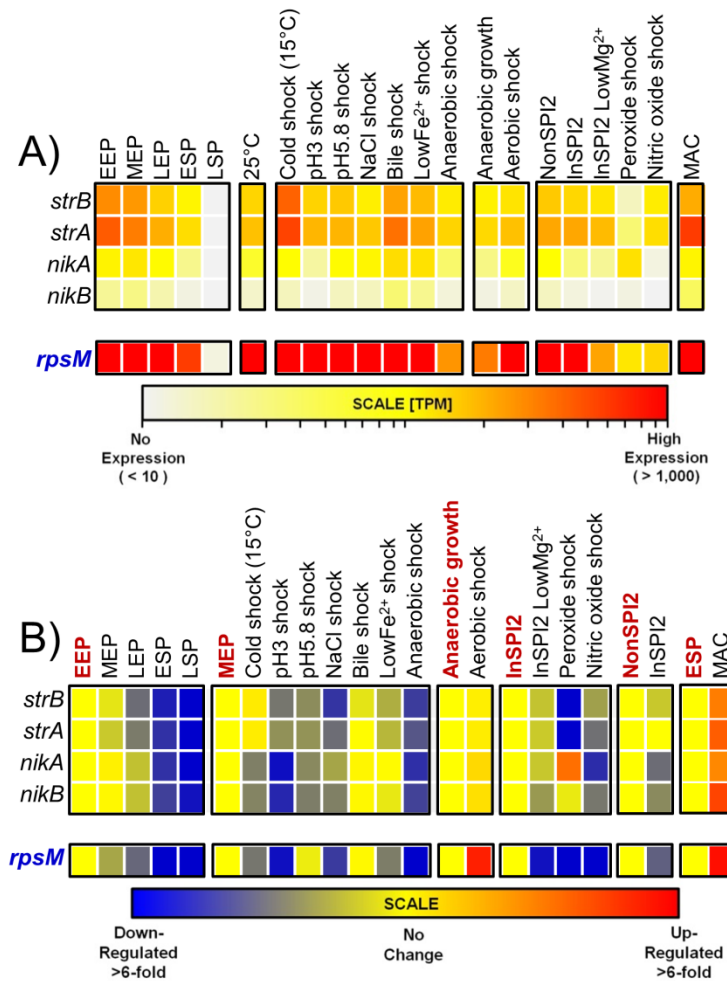 A)
EEP
MEP
LEP
ESP
LSP
25°C
Cold shock (15°C)
pH3 shock
pH5.8 shock
NaCl shock
Bile shock
LowFe²⁺ shock
Anaerobic shock
Anaerobic growth
Aerobic shock
NonSPI2
InSPI2
InSPI2 LowMg²⁺
Peroxide shock
Nitric oxide shock
MAC
strB
strA
nikA
nikB
rpsM
SCALE [TPM]
No
Expression
( < 10 )
High
Expression
( > 1,000)
B)
EEP
MEP
LEP
ESP
LSP
MEP
Cold shock (15°C)
pH3 shock
pH5.8 shock
NaCl shock
Bile shock
LowFe²⁺ shock
Anaerobic shock
Anaerobic growth
Aerobic shock
InSPI2
InSPI2 LowMg²⁺
Peroxide shock
Nitric oxide shock
NonSPI2
InSPI2
ESP
MAC
strB
strA
nikA
nikB
rpsM
SCALE
Down-
Regulated
>6-fold
No
Change
Up-
Regulated
>6-fold